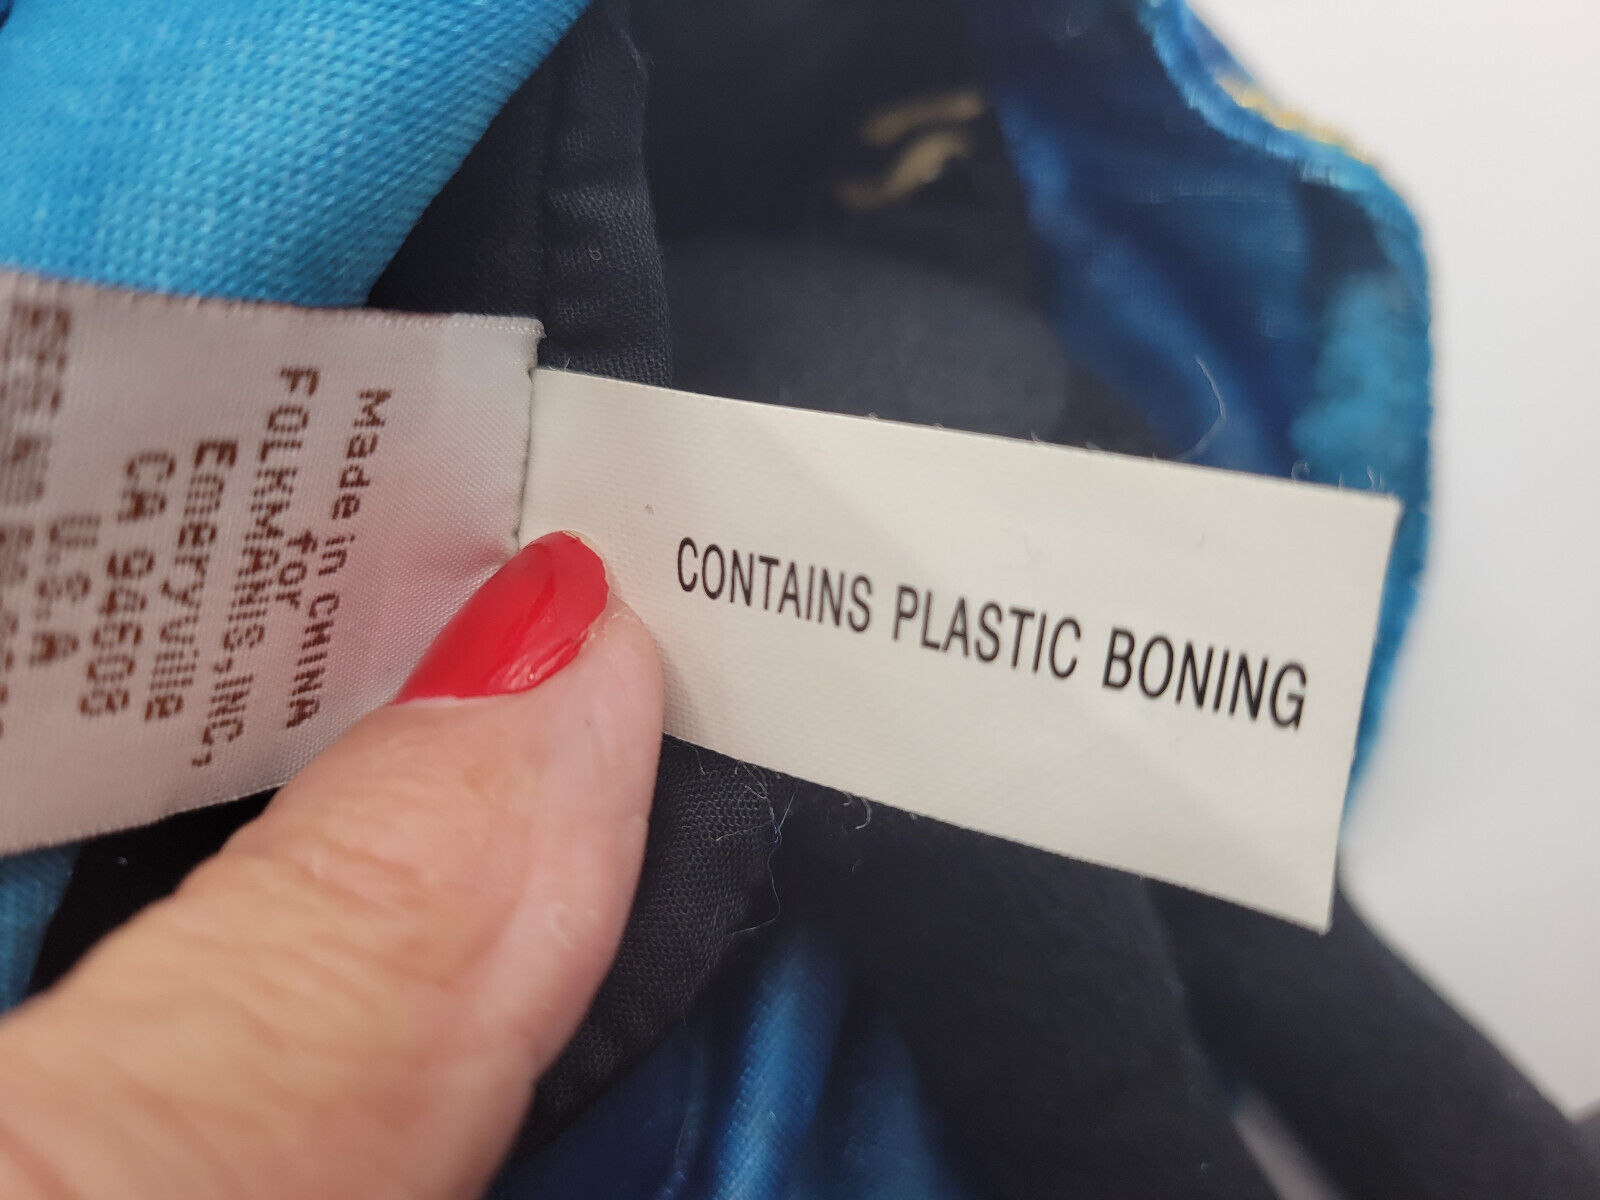 Made in CHINA
for
FOLKMANIS, INC.,
Emeryville
CA 94608
U.S.A
CONTAINS PLASTIC BONING